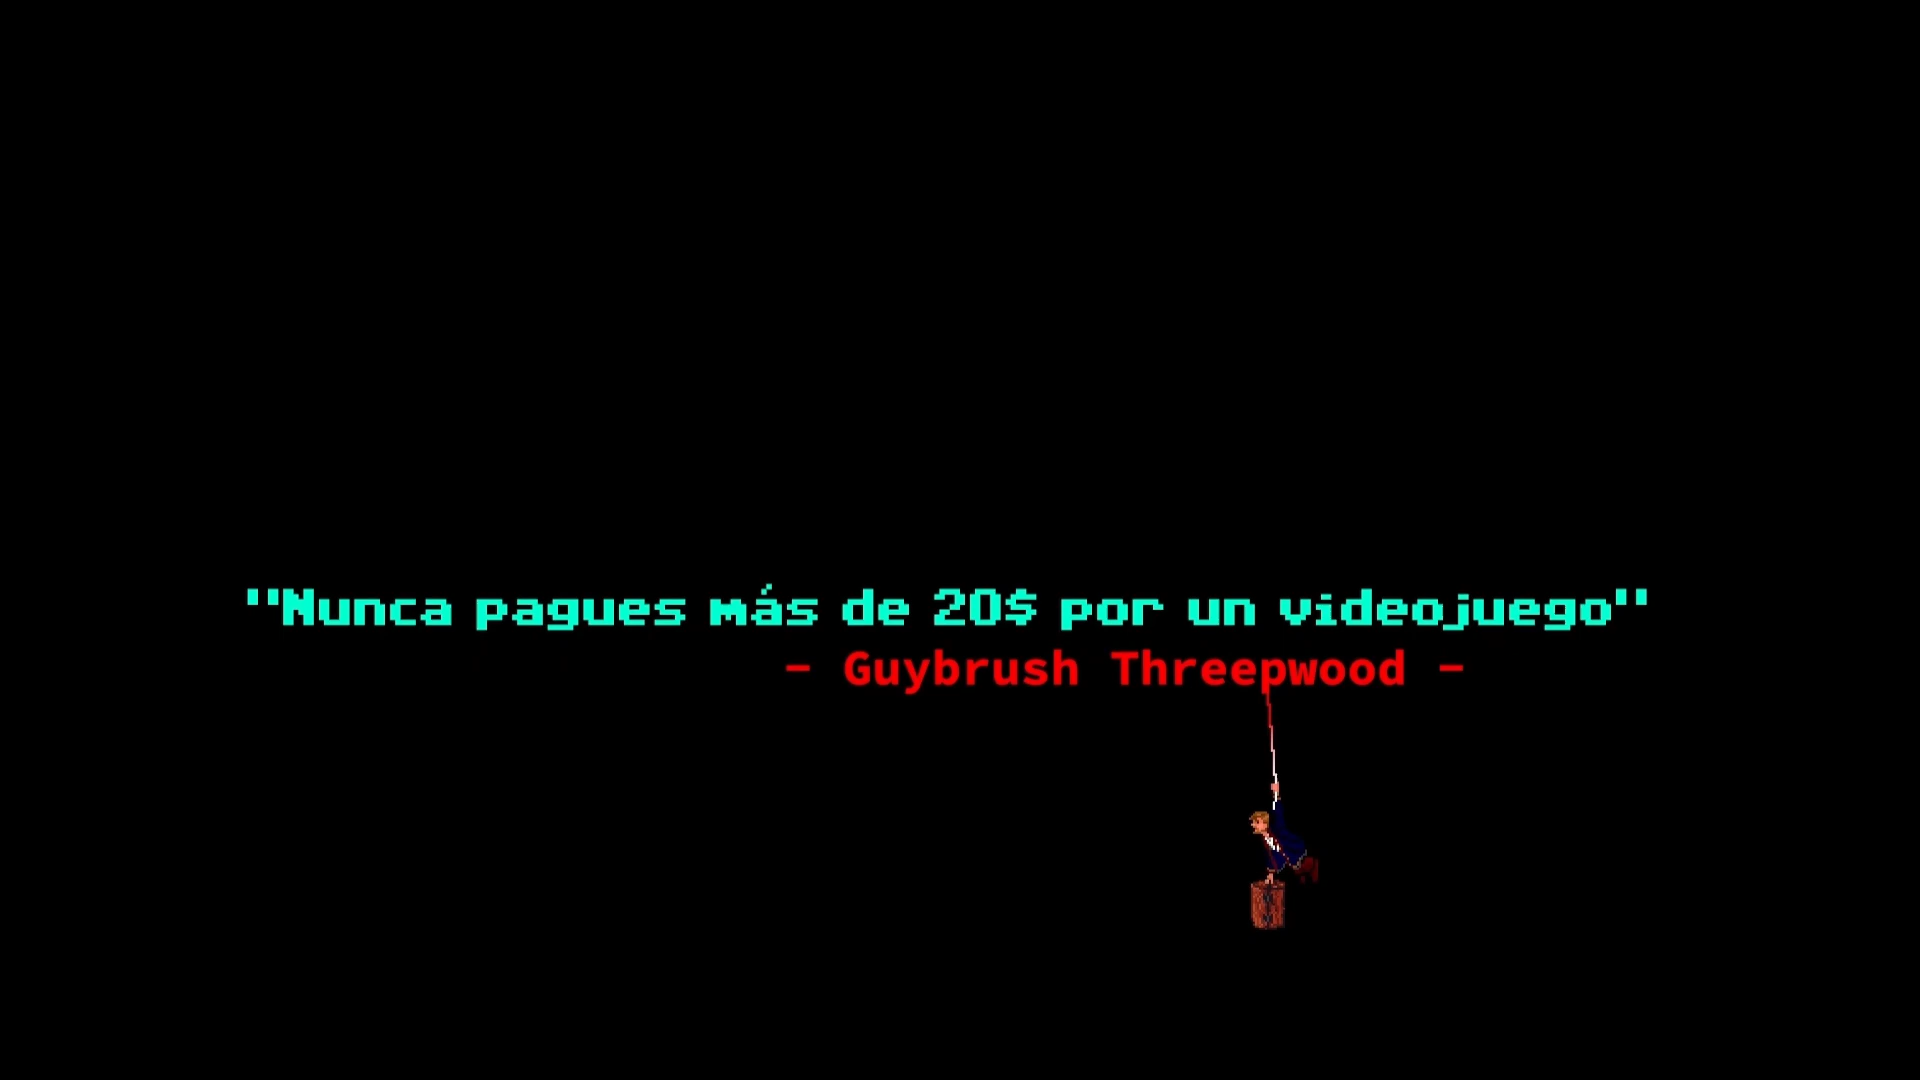 "Nunca pagues más de 20$ por un videojuego"
- Guybrush Threepwood -